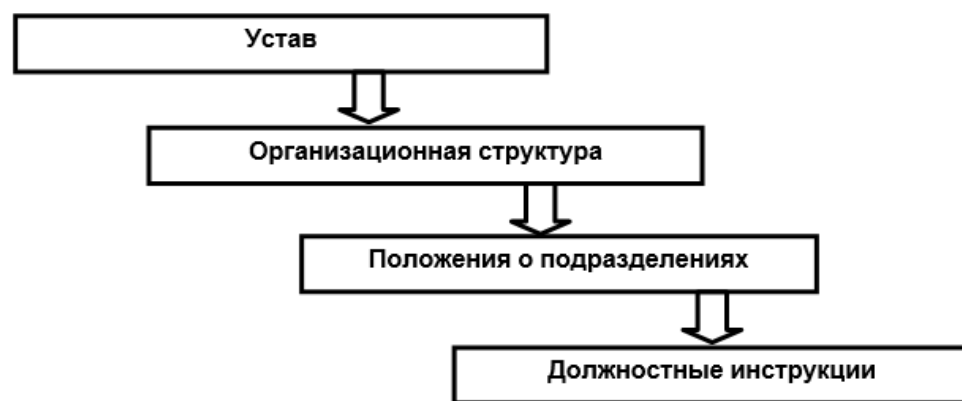 Устав
Организационная структура
Положения о подразделениях
Должностные инструкции